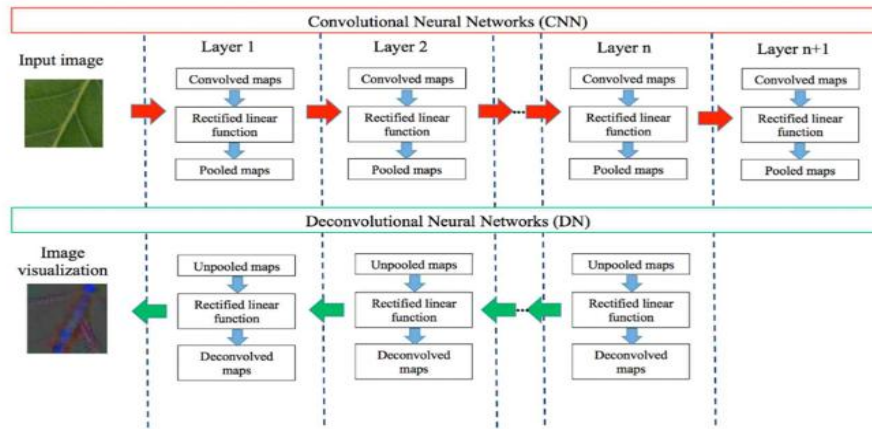 Convolutional Neural Networks (CNN)
Input image
Layer 1
Layer 2
Layer n
Layer n+1
Convolved maps
Convolved maps
Convolved maps
Convolved maps
Rectified linear
function
Rectified linear
function
Rectified linear
function
Rectified linear
function
Pooled maps
Pooled maps
Pooled maps
Pooled maps
Deconvolutional Neural Networks (DN)
Image
visualization
Unpooled maps
Unpooled maps
Unpooled maps
Rectified linear
function
Rectified linear
function
Rectified linear
function
Deconvolved
maps
Deconvolved
maps
Deconvolved
maps